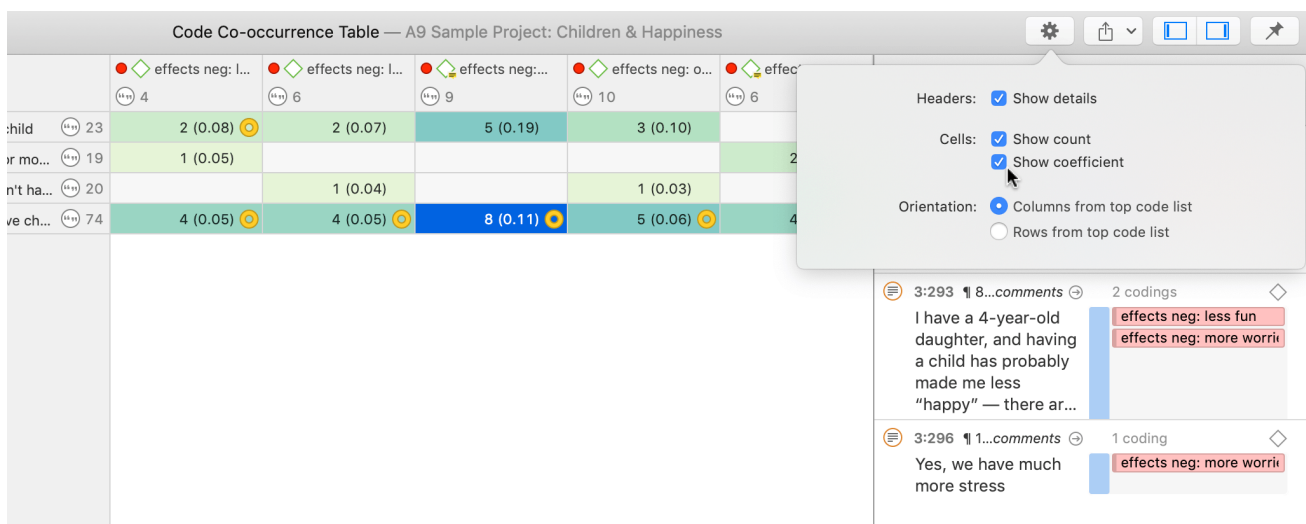 Code Co-occurrence Table — A9 Sample Project: Children & Happiness
effects neg: l... effects neg: l... effects neg:... effects neg: o... effec
4 6 9 10 6
child 23 2 (0.08) 2 (0.07) 5 (0.19) 3 (0.10)
or mo... 19 1 (0.05) 2
n't ha... 20 1 (0.04) 1 (0.03)
ve ch... 74 4 (0.05) 4 (0.05) 8 (0.11) 5 (0.06) 4
Headers: Show details
Cells: Show count
Show coefficient
Orientation: Columns from top code list
Rows from top code list
3:293 ¶ 8...comments 2 codings
I have a 4-year-old
daughter, and having
a child has probably
made me less
“happy” — there ar...
effects neg: less fun
effects neg: more worrie
3:296 ¶ 1...comments 1 coding
Yes, we have much
more stress
effects neg: more worrie